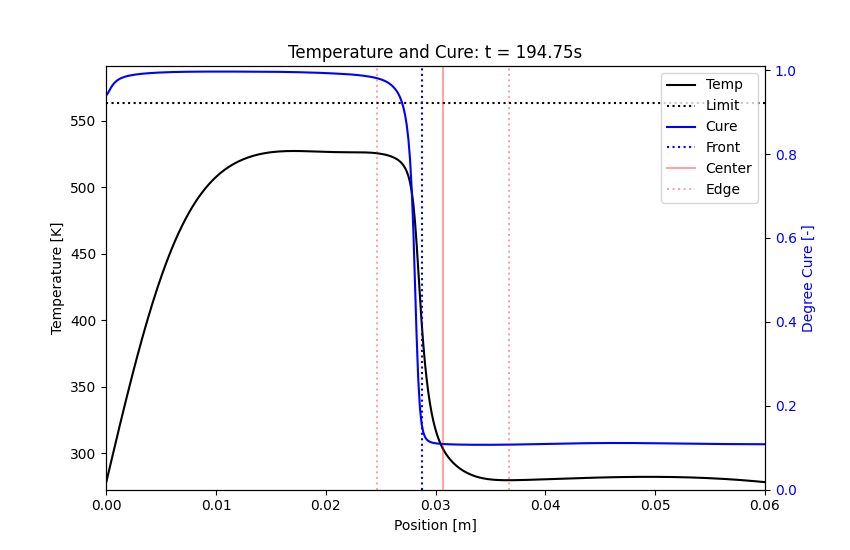 Temperature and Cure: t = 194.75s
Temperature [K]
550
500
450
400
350
300
Temp
Limit
Cure
Front
Center
Edge
1.0
0.8
0.6
0.4
0.2
0.0
Degree Cure [-]
0.00
0.01
0.02
0.03
0.04
0.05
0.06
Position [m]